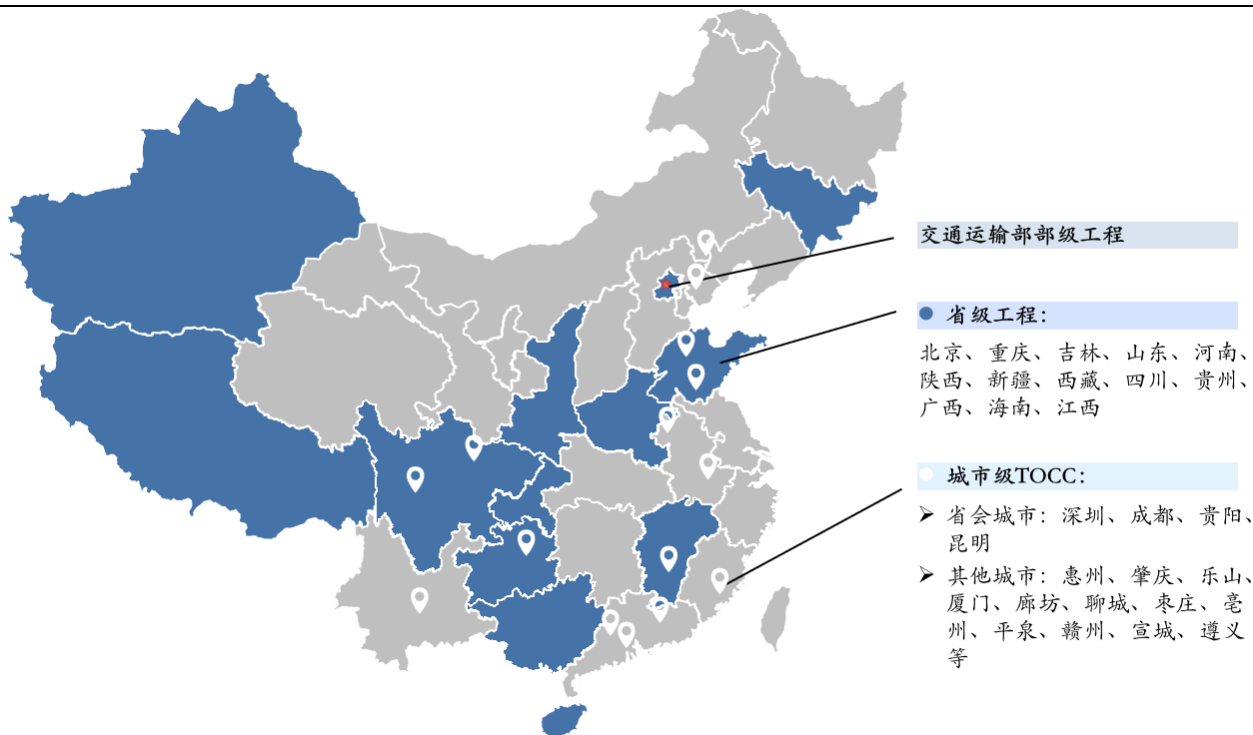 交通运输部部级工程
省级工程：
北京、重庆、吉林、山东、河南、
陕西、新疆、西藏、四川、贵州、
广西、海南、江西
城市级TOCC：
➢ 省会城市：深圳、成都、贵阳、
昆明
➢ 其他城市：惠州、肇庆、乐山、
厦门、廊坊、聊城、枣庄、亳
州、平泉、赣州、宣城、遵义
等